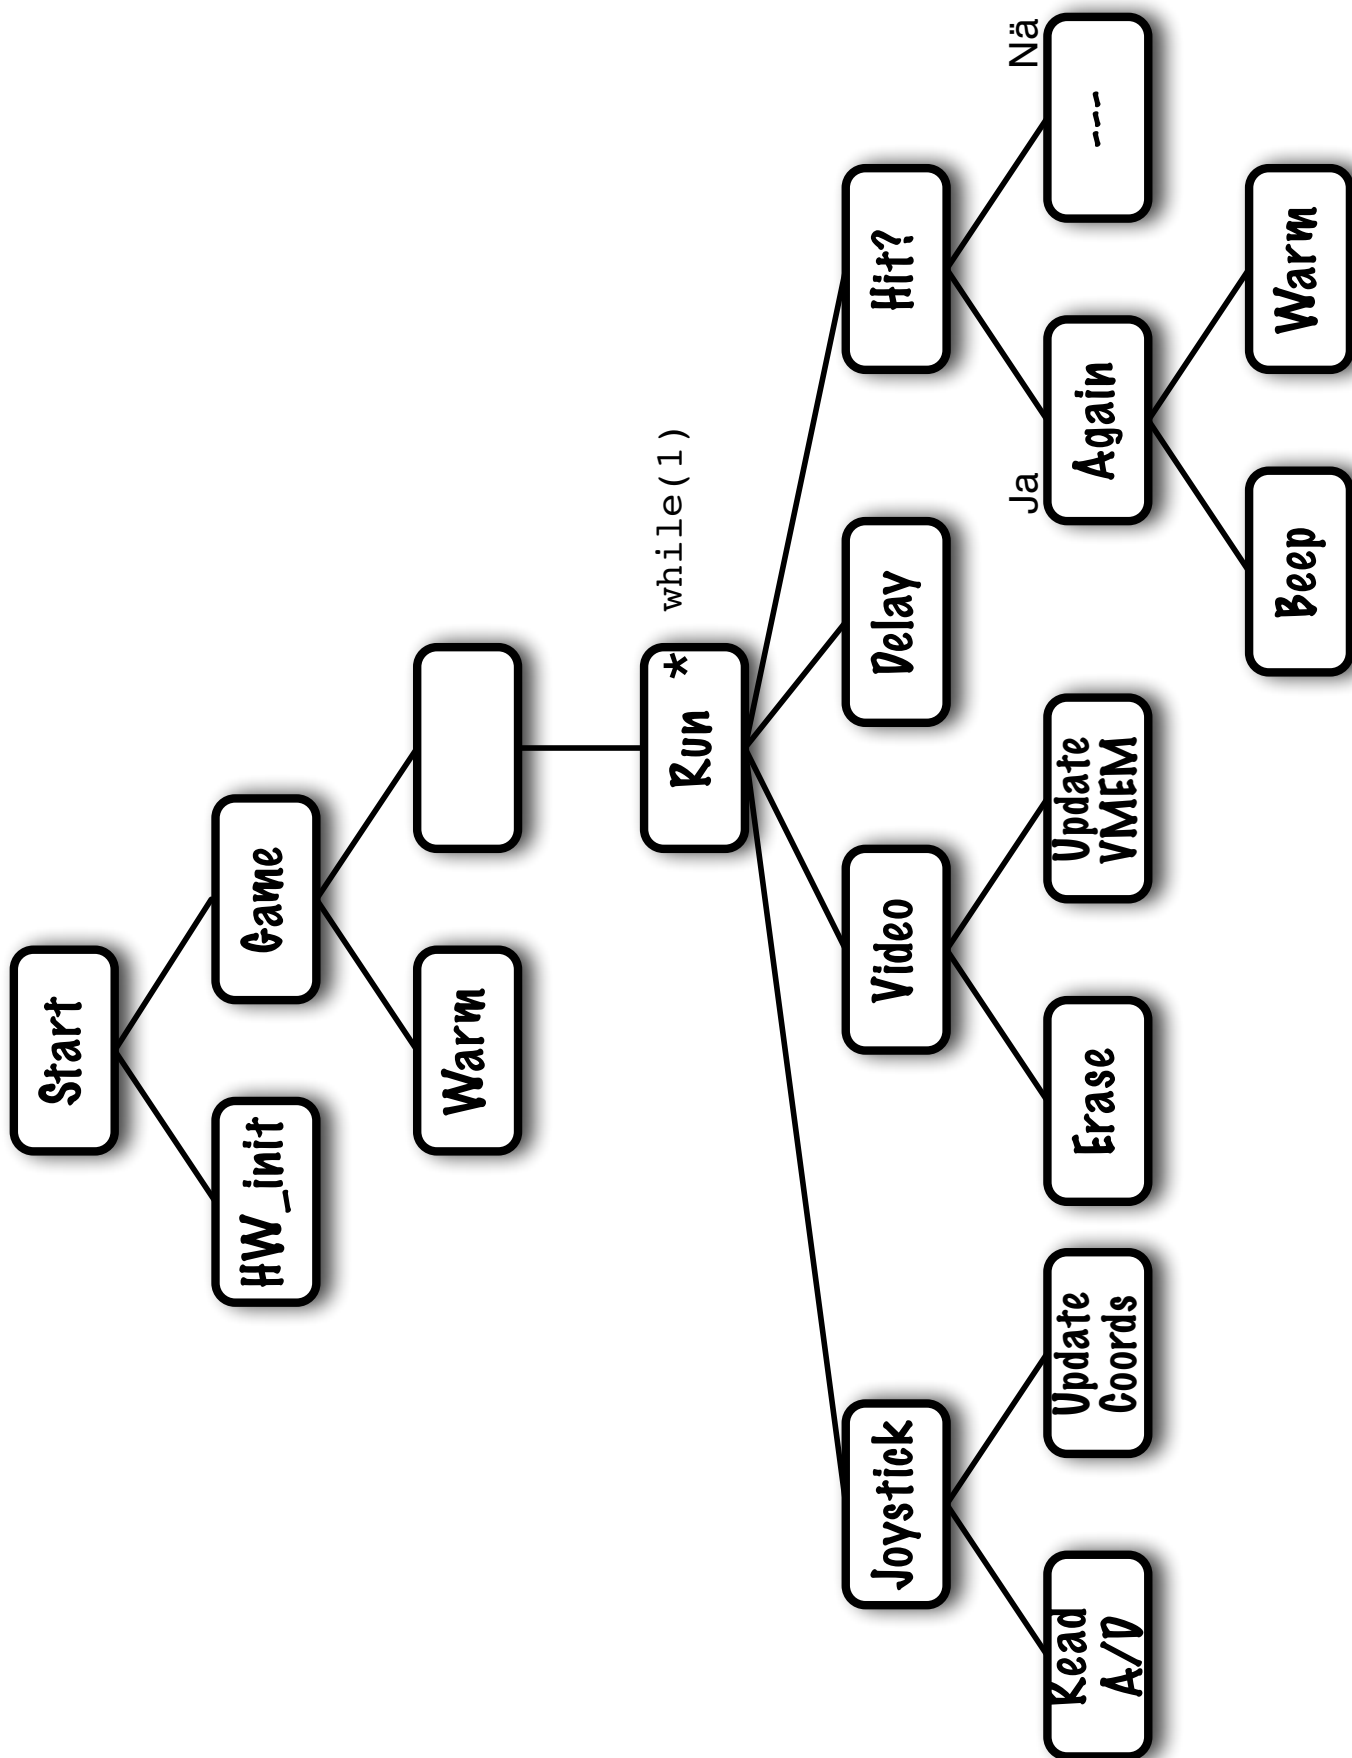 Start
HW_init
Game
Warm
Run *
while(1)
Joystick
Video
Delay
Hit?
Read
A/D
Update
Coords
Erase
Update
VMEM
Ja
Again
Nä
---
Beep
Warm